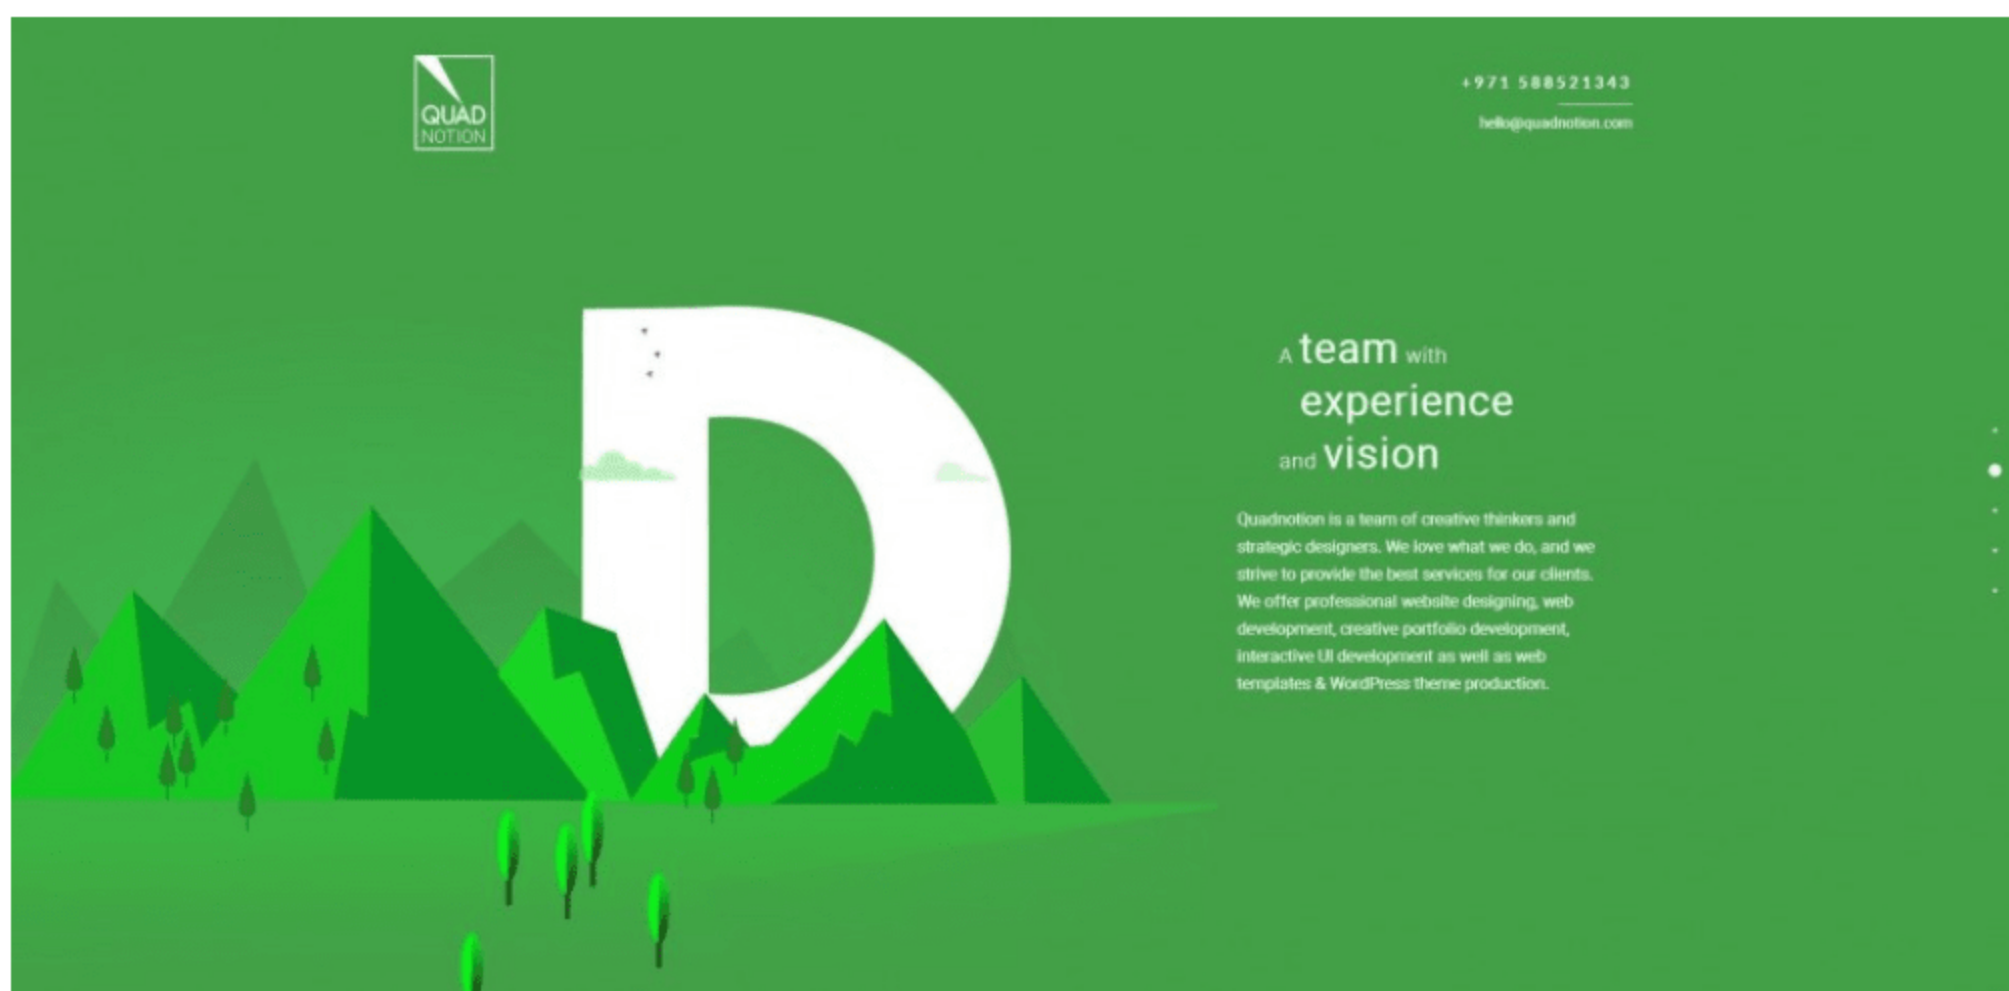 QUAD
NOTION
+971 588521343
hello@quadnotion.com
D
A team with
experience
and vision
Quadnotion is a team of creative thinkers and
strategic designers. We love what we do, and we
strive to provide the best services for our clients.
We offer professional website designing, web
development, creative portfolio development,
interactive UI development as well as web
templates & WordPress theme production.